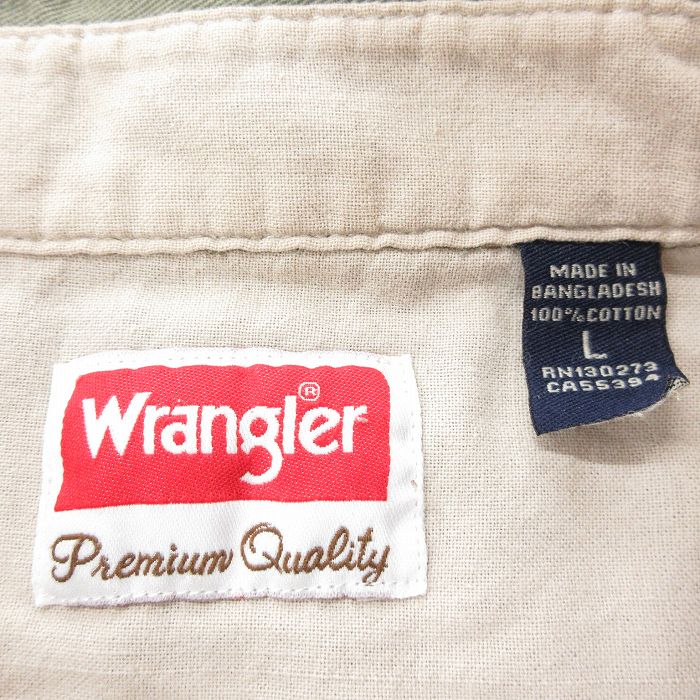 MADE IN
BANGLADESH
100% COTTON
L
RN130273
CA55394
Wrangler®
Premium Quality